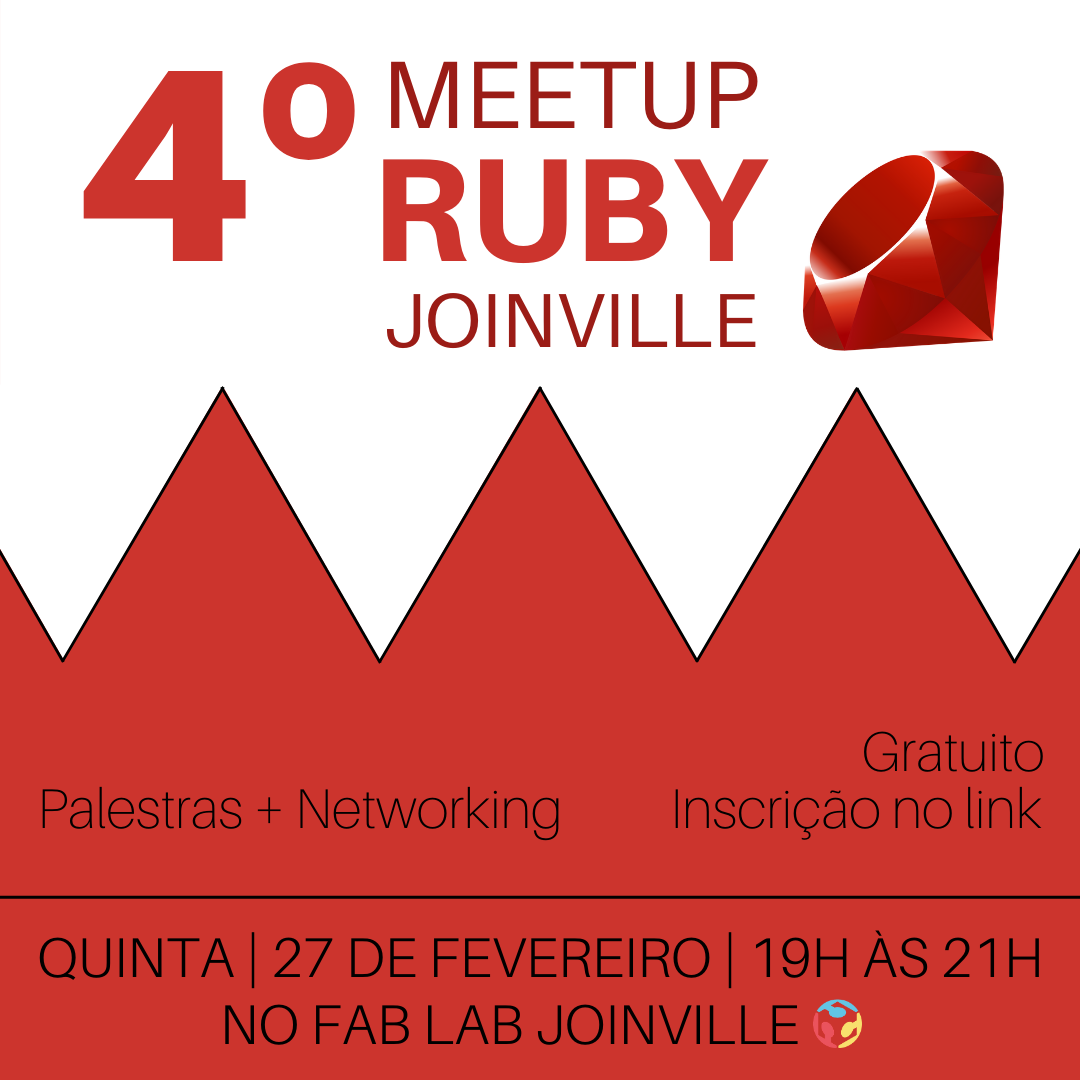 4º MEETUP
RUBY
JOINVILLE
Palestras + Networking
Gratuito
Inscrição no link
QUINTA | 27 DE FEVEREIRO | 19H ÀS 21H
NO FAB LAB JOINVILLE